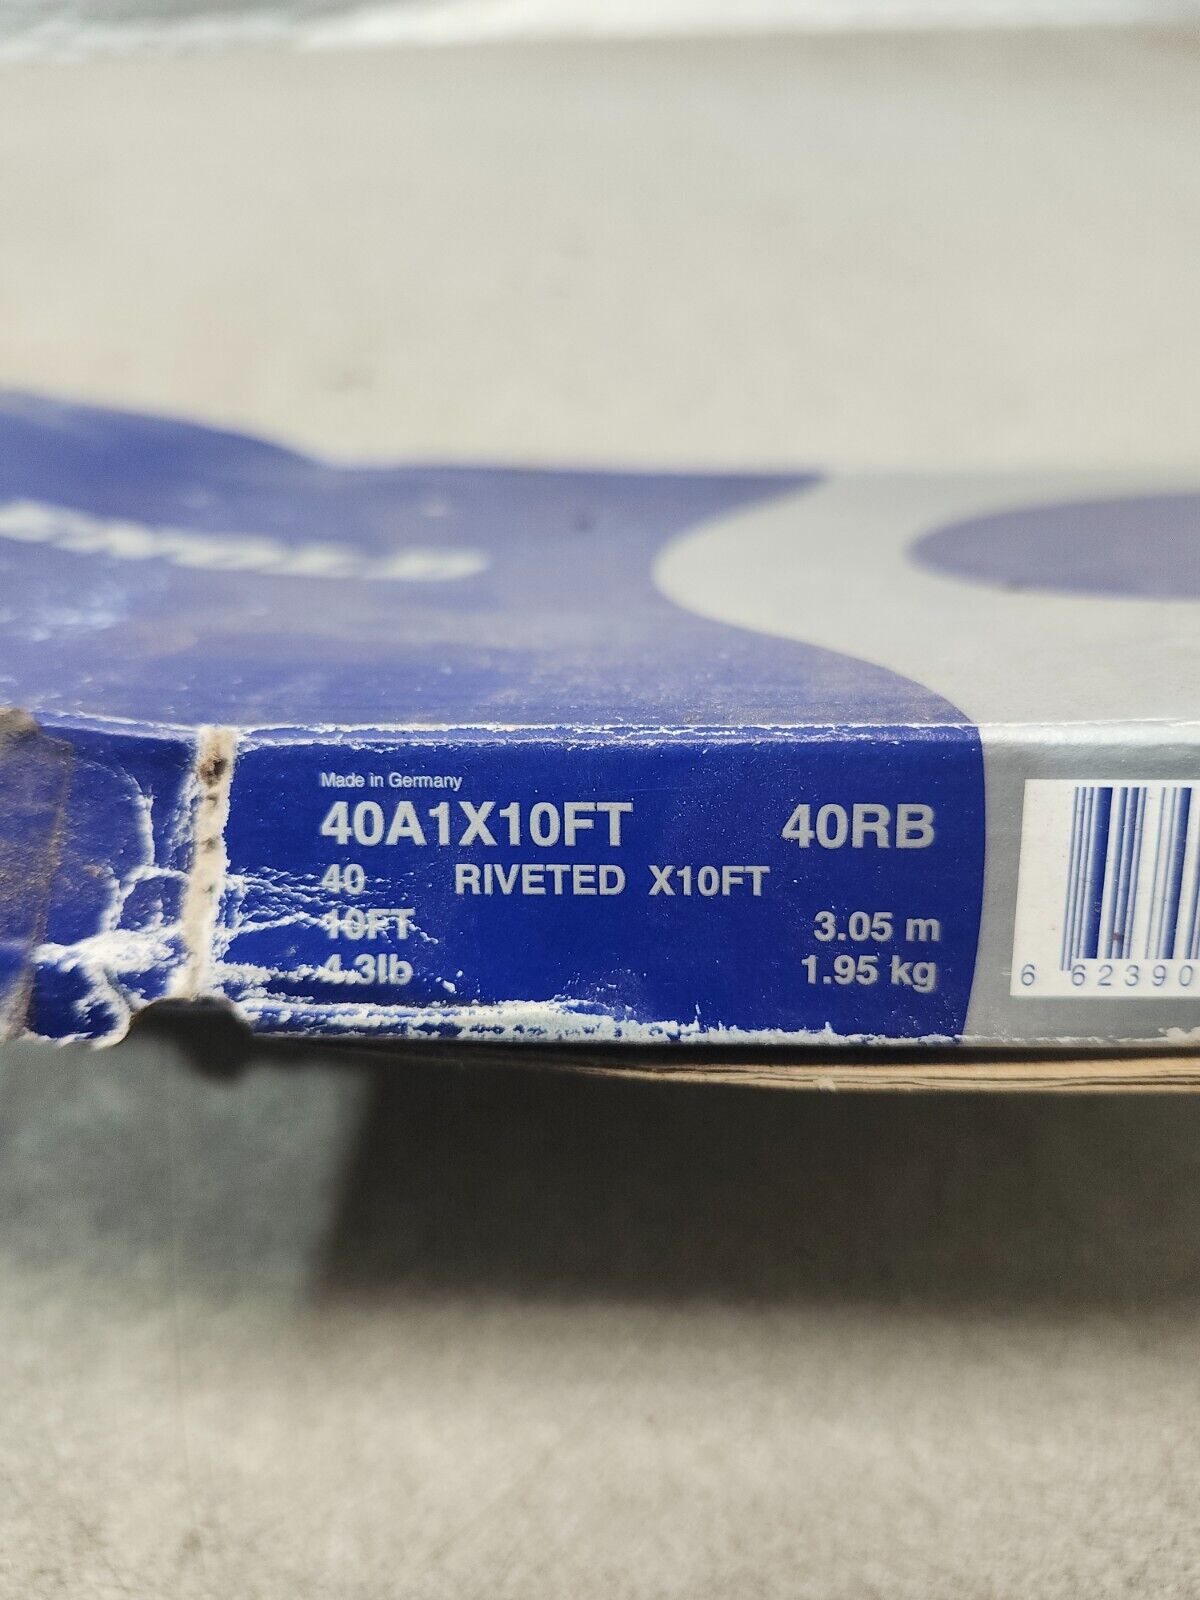 Made in Germany
40A1X10FT 40RB
40 RIVETED X10FT
10FT 3.05 m
4.3lb 1.95 kg
6 62390